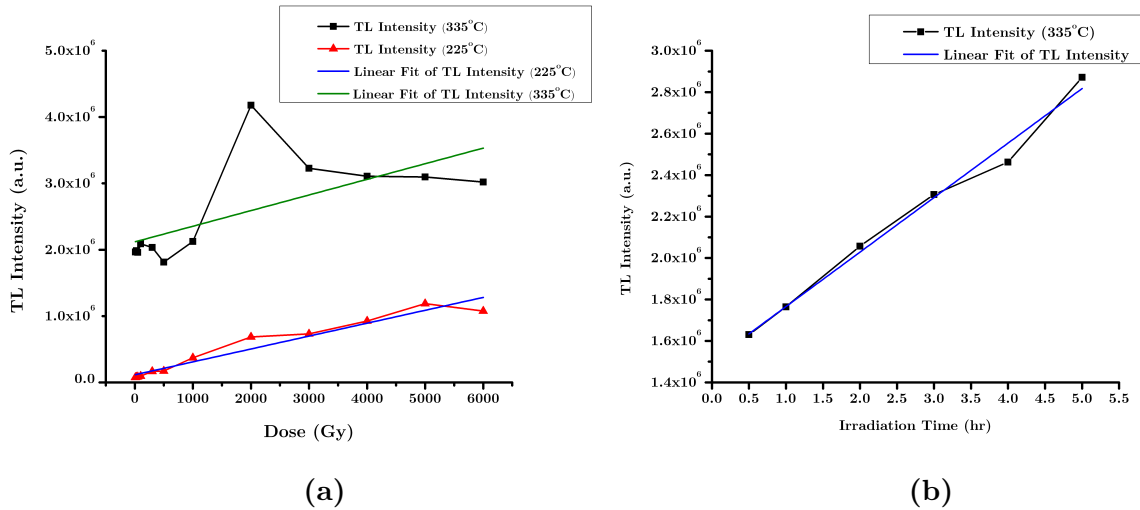 TL Intensity (335°C)
TL Intensity (225°C)
Linear Fit of TL Intensity (225°C)
Linear Fit of TL Intensity (335°C)
5.0x10⁶
4.0x10⁶
3.0x10⁶
2.0x10⁶
1.0x10⁶
0.0
TL Intensity (a.u.)
0 1000 2000 3000 4000 5000 6000
Dose (Gy)
(a)
TL Intensity (335°C)
Linear Fit of TL Intensity
3.0x10⁶
2.8x10⁶
2.6x10⁶
2.4x10⁶
2.2x10⁶
2.0x10⁶
1.8x10⁶
1.6x10⁶
1.4x10⁶
TL Intensity (a.u.)
0.0 0.5 1.0 1.5 2.0 2.5 3.0 3.5 4.0 4.5 5.0 5.5
Irradiation Time (hr)
(b)